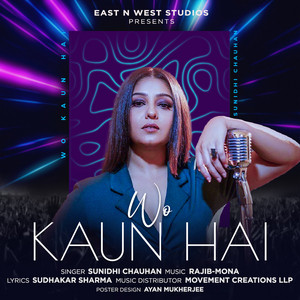 EAST N WEST STUDIOS
PRESENTS
WO KAUN HAI
SUNIDHI CHAUHAN
Wo
KAUN HAI
SINGER SUNIDHI CHAUHAN MUSIC RAJIB-MONA
LYRICS SUDHAKAR SHARMA MUSIC DISTRIBUTOR MOVEMENT CREATIONS LLP
POSTER DESIGN AYAN MUKHERJEE